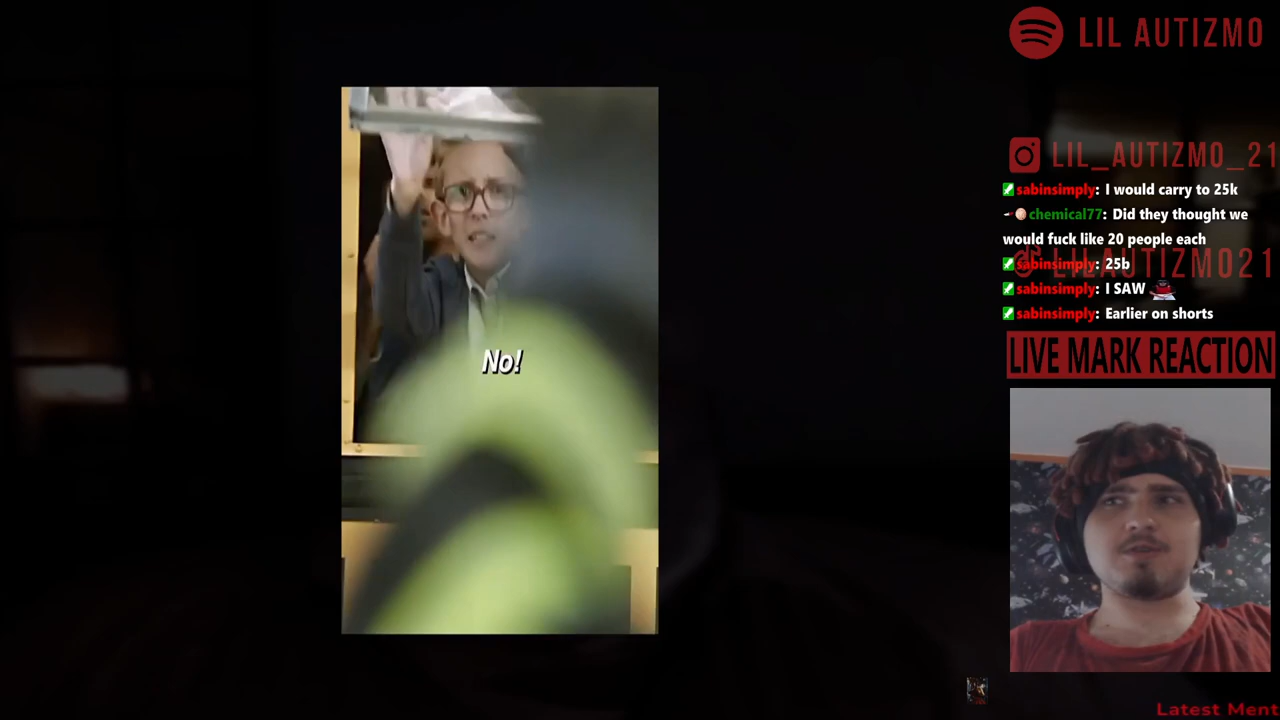 LIL AUTIZMO
LIL_AUTIZMO_21
sabinsimply: I would carry to 25k
chemical77: Did they thought we
would fuck like 20 people each
LILAUTIZMO21
sabinsimply: 25b
sabinsimply: I SAW
sabinsimply: Earlier on shorts
LIVE MARK REACTION
No!
Latest Ment